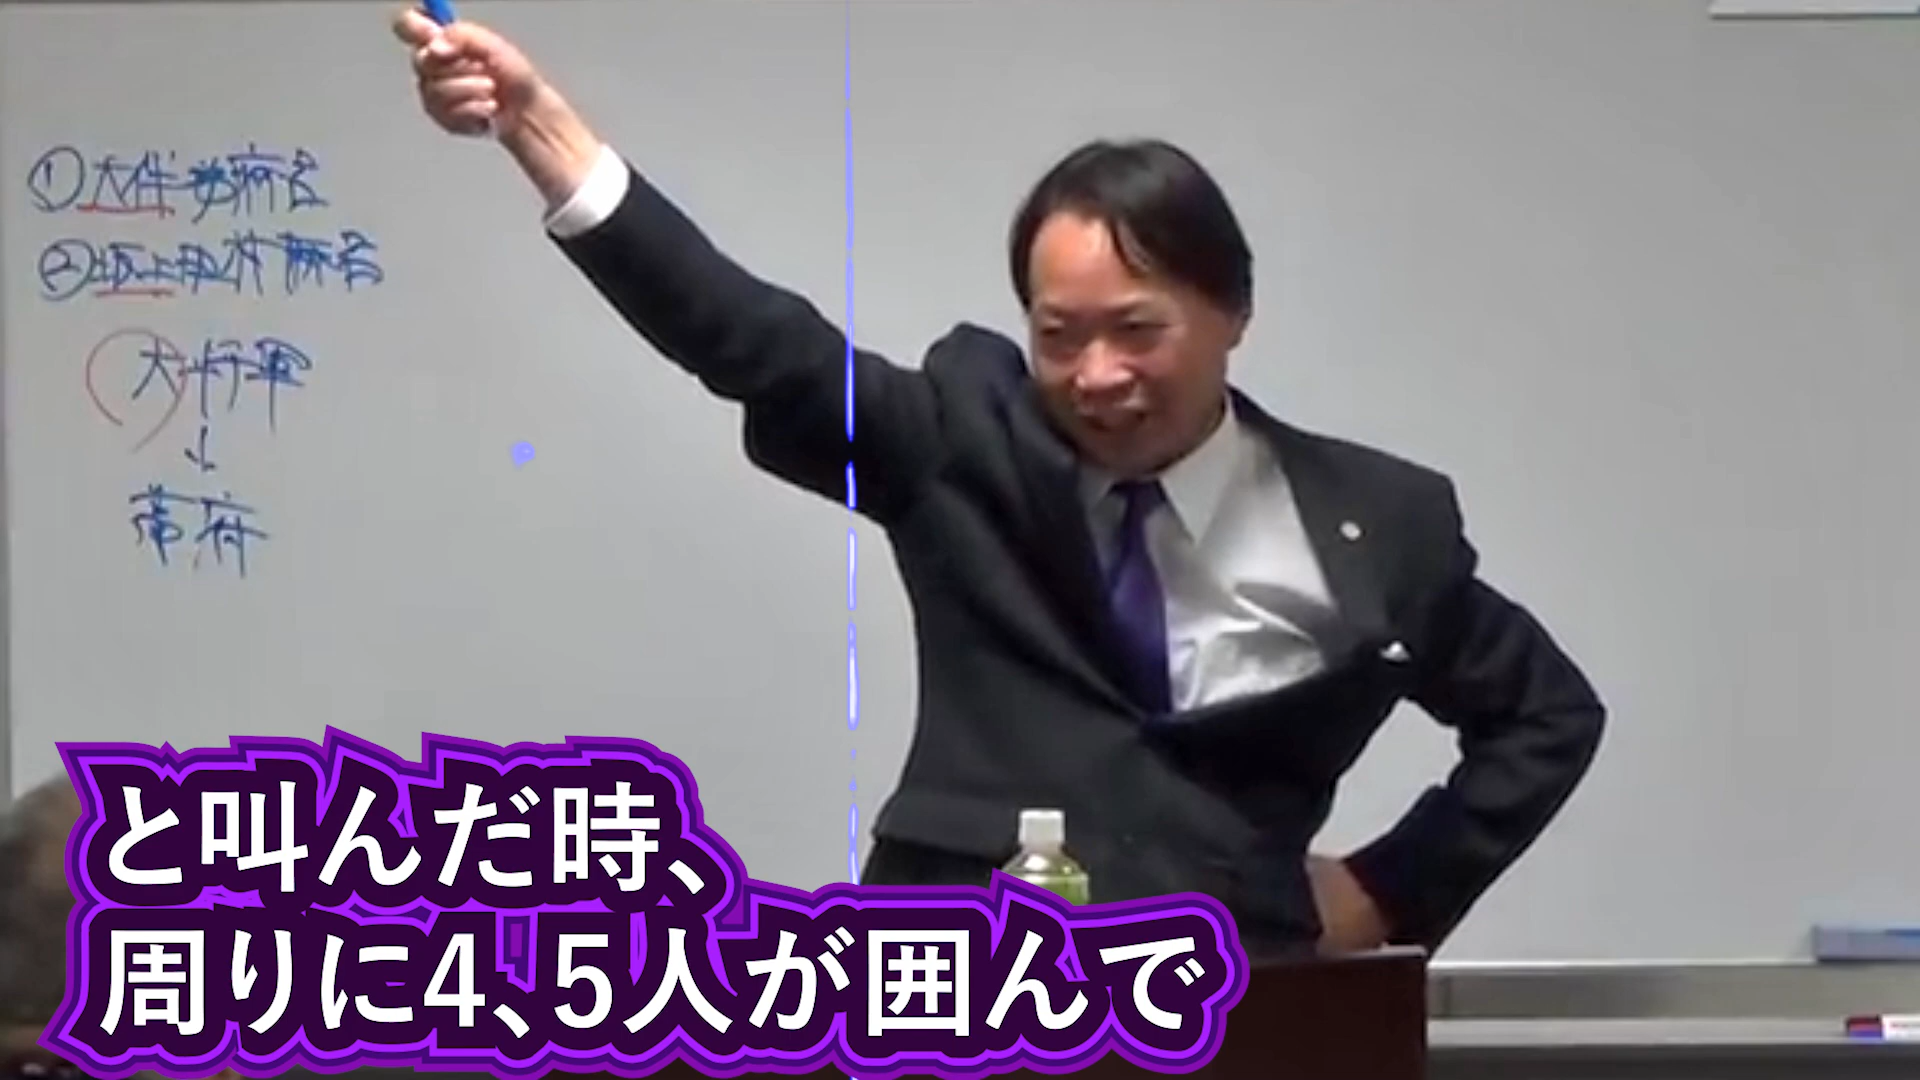 ①大伴弟麻呂
②坂上田村麻呂
大将軍
↓
幕府
と叫んだ時、
周りに4、5人が囲んで